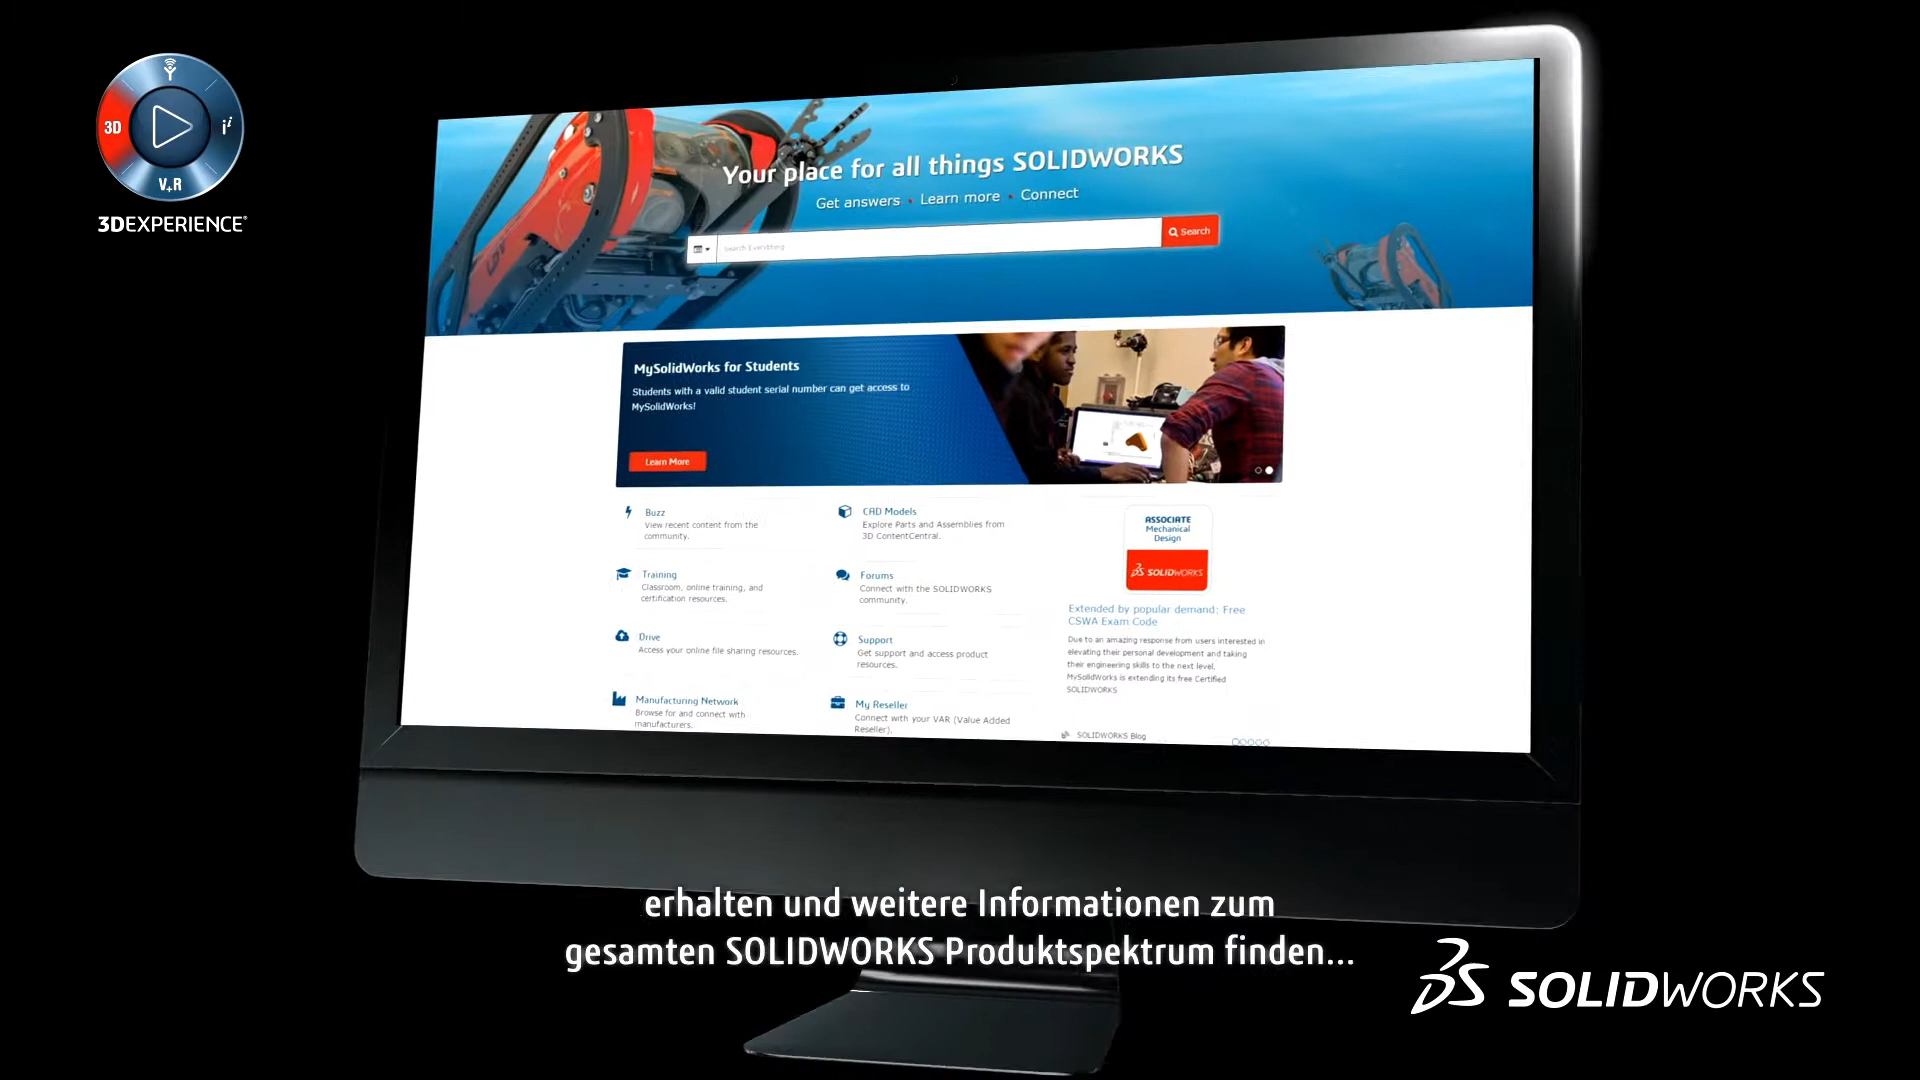 3D
i i
V+R
3DEXPERIENCE
Your place for all things SOLIDWORKS
Get answers • Learn more • Connect
Search Everything
Search
MySolidWorks for Students
Students with a valid student serial number can get access to
MySolidWorks!
Learn More
Buzz
View recent content from the
community.
Training
Classroom, online training, and
certification resources.
Drive
Access your online file sharing resources.
Manufacturing Network
Browse for and connect with
manufacturers.
CAD Models
Explore Parts and Assemblies from
3D ContentCentral.
Forums
Connect with the SOLIDWORKS
community.
Support
Get support and access product
resources.
My Reseller
Connect with your VAR (Value Added
Reseller).
ASSOCIATE
Mechanical
Design
SOLIDWORKS
Extended by popular demand: Free
CSWA Exam Code
Due to an amazing response from users interested in
elevating their personal development and taking
their engineering skills to the next level,
MySolidWorks is extending its free Certified
SOLIDWORKS
SOLIDWORKS Blog
erhalten und weitere Informationen zum
gesamten SOLIDWORKS Produktspektrum finden...
SOLIDWORKS